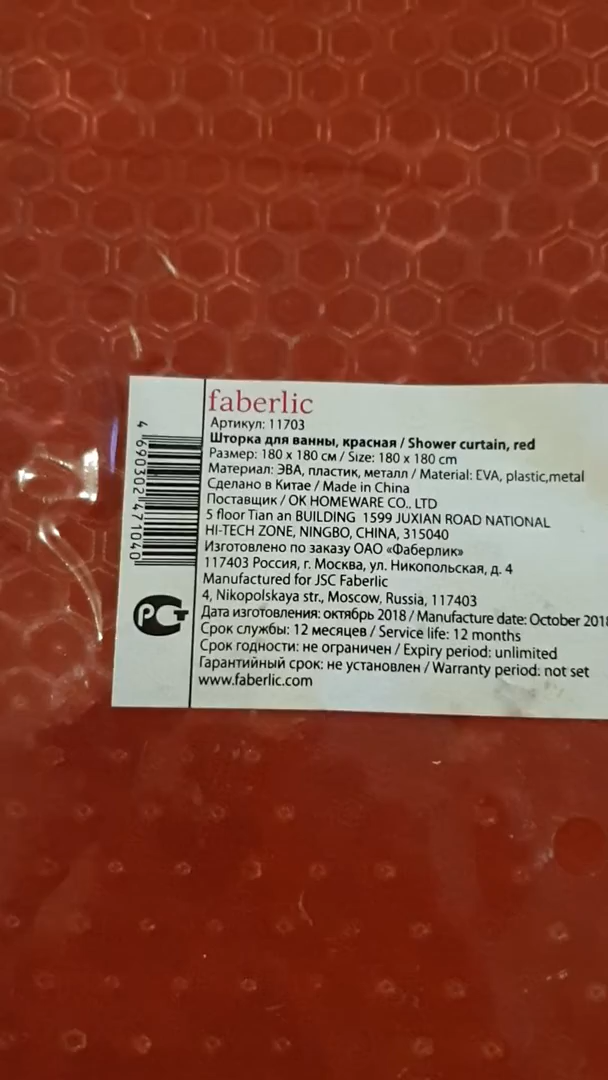 faberlic
Артикул: 11703
Шторка для ванны, красная / Shower curtain, red
Размер: 180 х 180 см / Size: 180 x 180 cm
Материал: ЭВА, пластик, металл / Material: EVA, plastic,metal
Сделано в Китае / Made in China
Поставщик / OK HOMEWARE CO., LTD
5 floor Tian an BUILDING 1599 JUXIAN ROAD NATIONAL
HI-TECH ZONE, NINGBO, CHINA, 315040
Изготовлено по заказу ОАО «Фаберлик»
117403 Россия, г. Москва, ул. Никопольская, д. 4
Manufactured for JSC Faberlic
4, Nikopolskaya str., Moscow, Russia, 117403
Дата изготовления: октябрь 2018 / Manufacture date: October 2018
Срок службы: 12 месяцев / Service life: 12 months
Срок годности: не ограничен / Expiry period: unlimited
Гарантийный срок: не установлен / Warranty period: not set
www.faberlic.com
4 690302 471040
РСТ